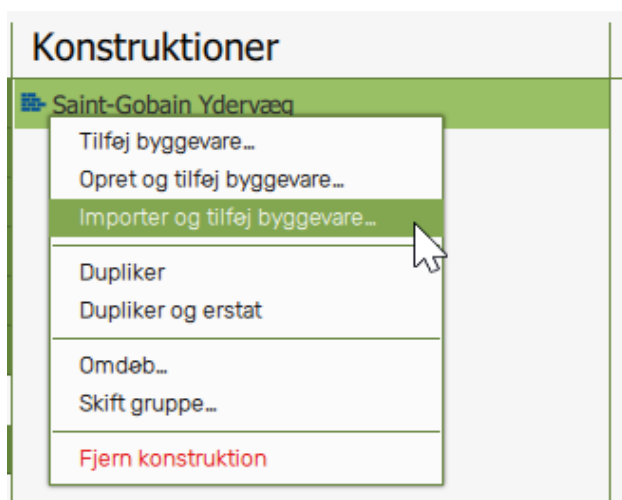 Konstruktioner
Saint-Gobain Ydervæg
Tilføj byggevare...
Opret og tilføj byggevare...
Importer og tilføj byggevare...
Dupliker
Dupliker og erstat
Omdøb...
Skift gruppe...
Fjern konstruktion